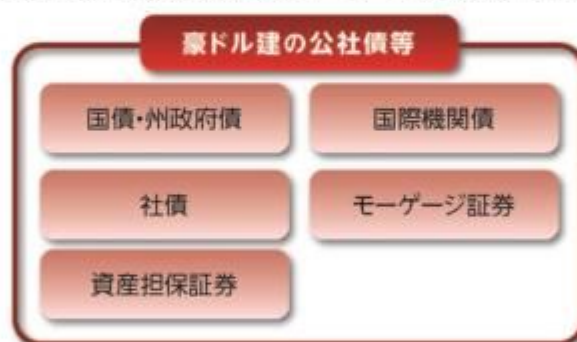 豪ドル建の公社債等
国債・州政府債
国際機関債
社債
モーゲージ証券
資産担保証券